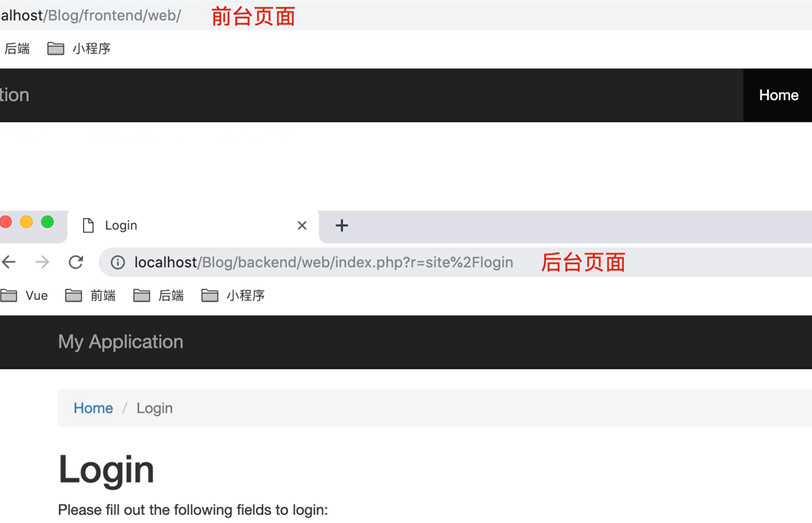 alhost/Blog/frontend/web/ 前台页面
后端 小程序
tion Home
Login
localhost/Blog/backend/web/index.php?r=site%2Flogin 后台页面
Vue 前端 后端 小程序
My Application
Home / Login
Login
Please fill out the following fields to login: